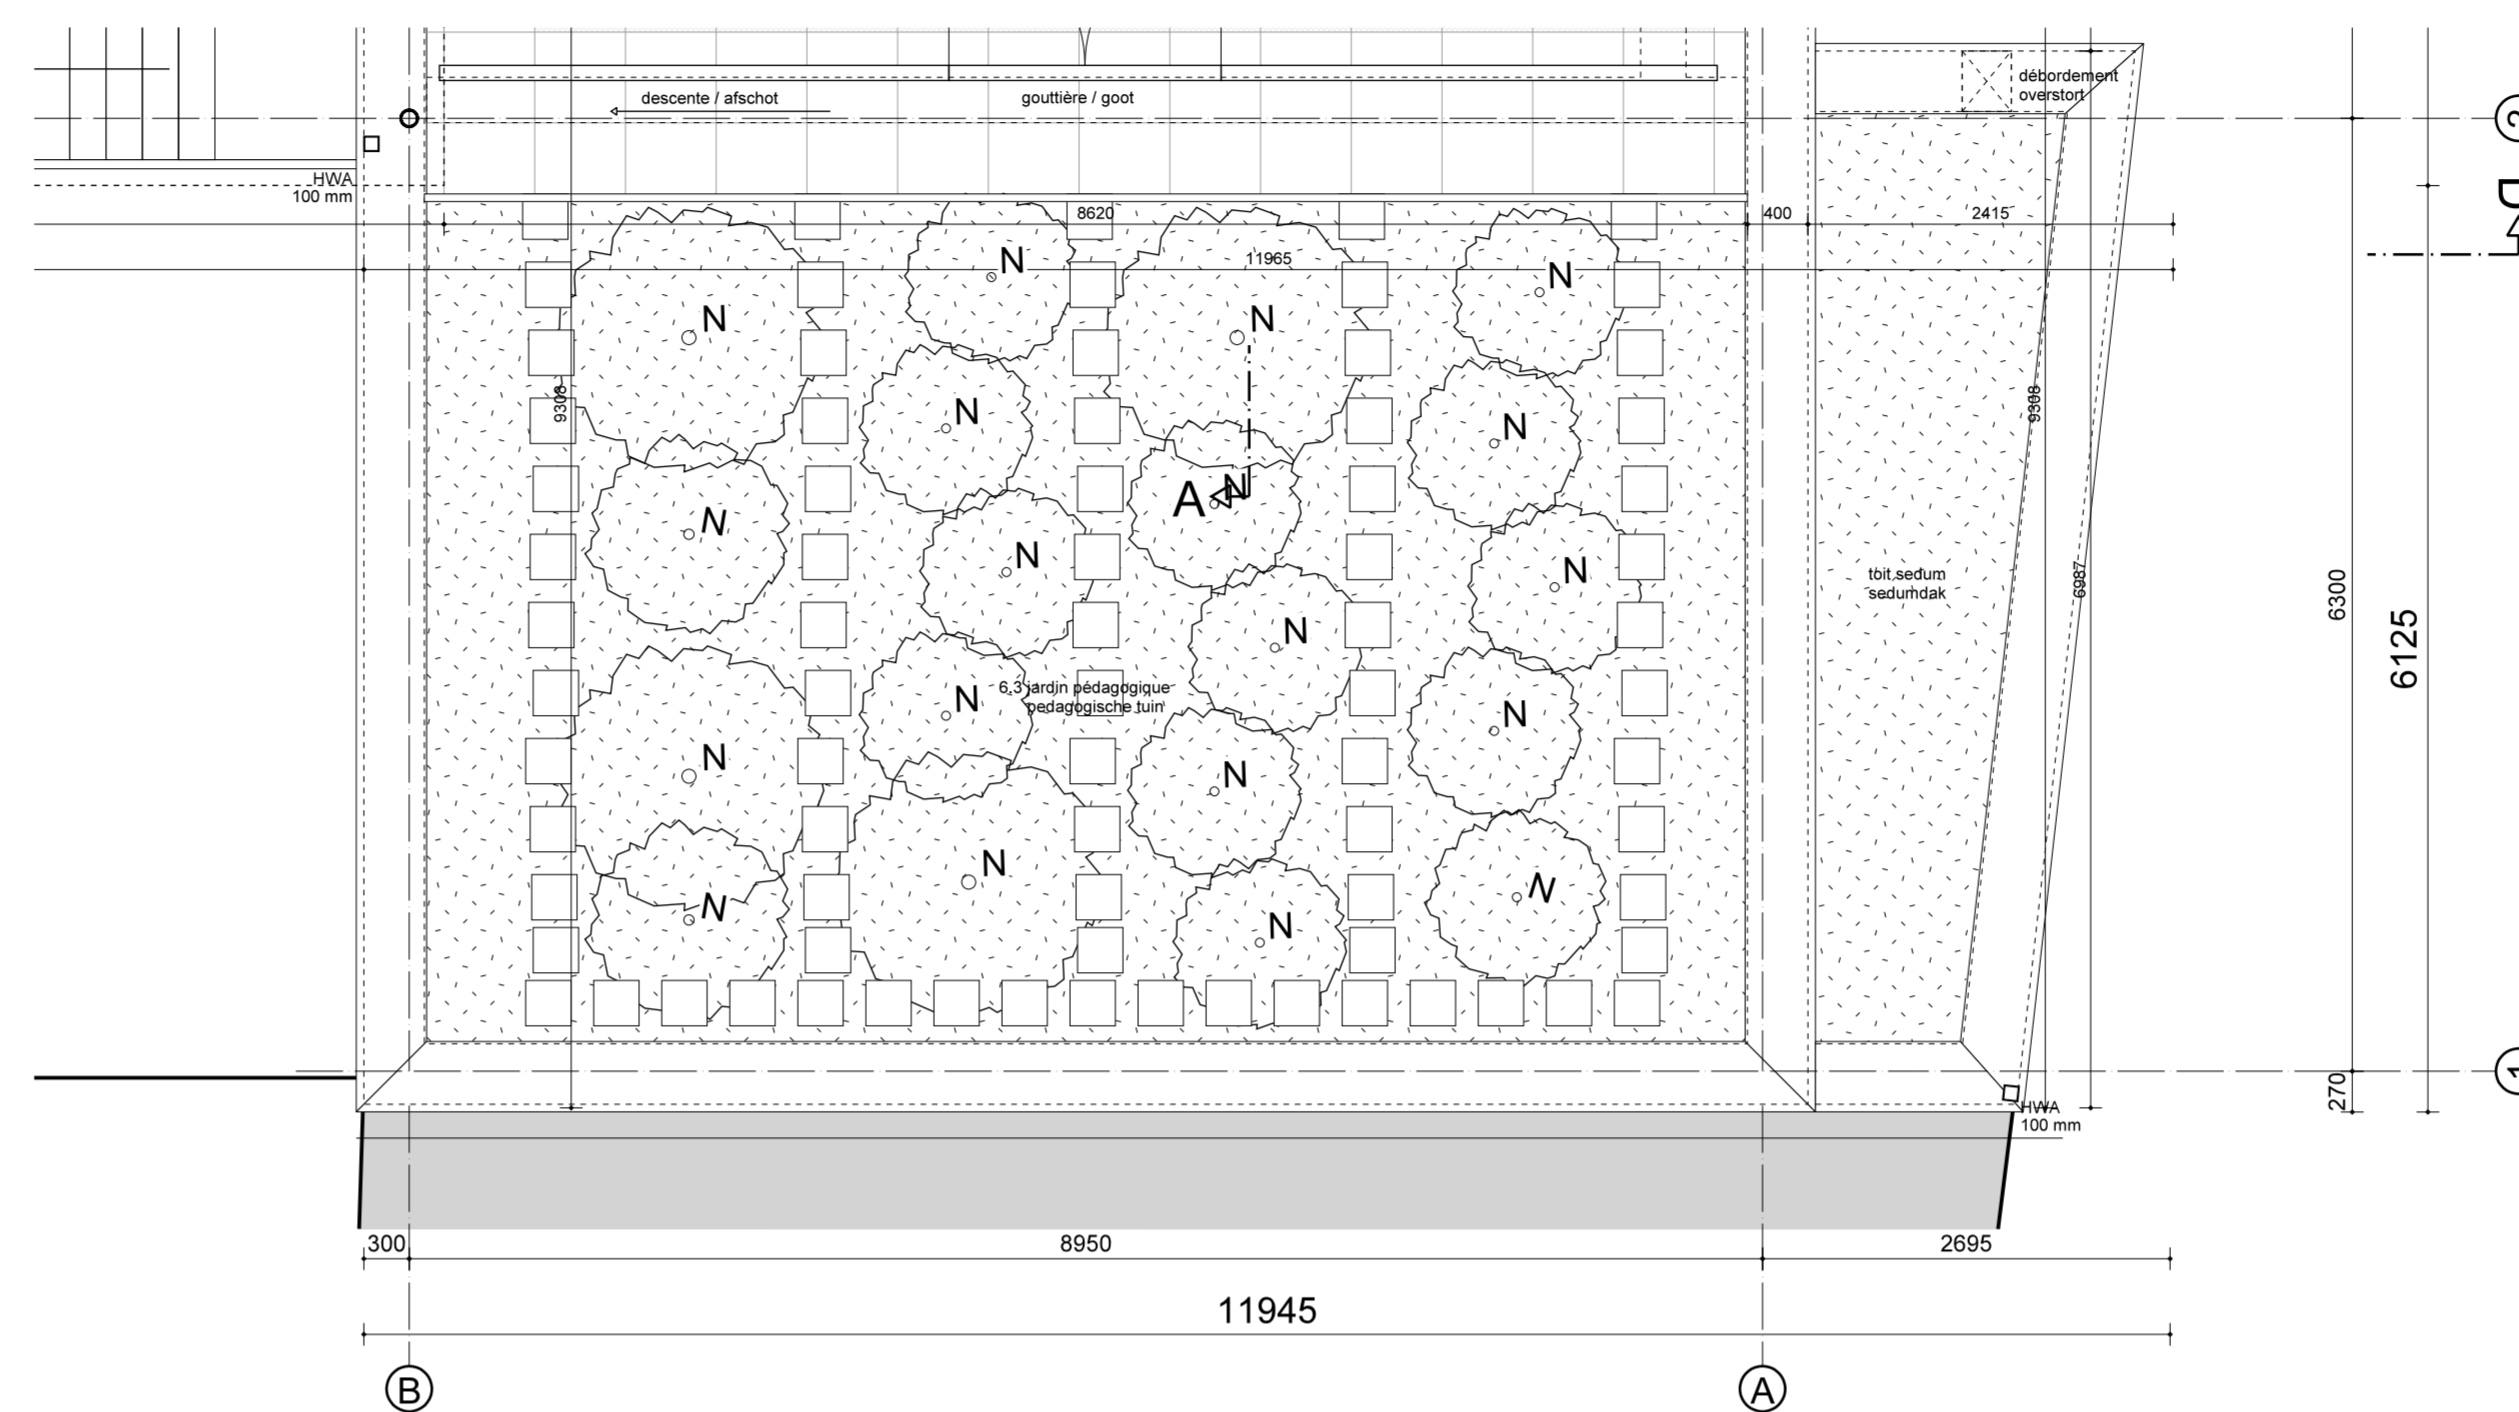 débordement
overstort
descente / afschot
gouttière / goot
HWA
100 mm
8620
400
2415
11965
N
N
N
N
9308
9308
N
N
A
N
N
N
N
toit sedum
sedumdak
6987
6300
6125
N
6.3 jardin pédagogique
pedagogische tuin
N
N
N
N
N
N
N
N
HWA
100 mm
270
1
300
8950
2695
11945
B
A